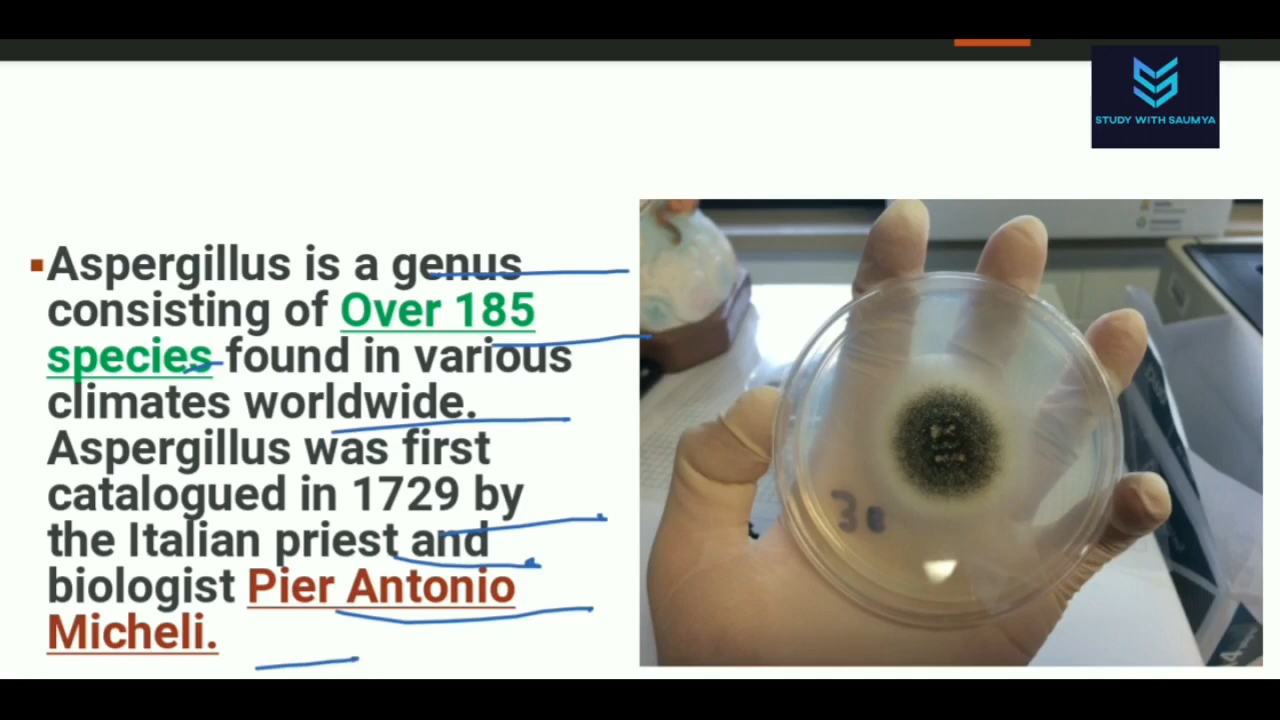 STUDY WITH SAUMYA
Aspergillus is a genus
consisting of Over 185
species found in various
climates worldwide.
Aspergillus was first
catalogued in 1729 by
the Italian priest and
biologist Pier Antonio
Micheli.